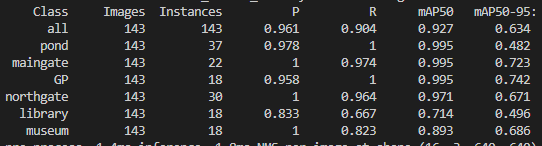 Class Images Instances P R mAP50 mAP50-95:
all 143 143 0.961 0.904 0.927 0.634
pond 143 37 0.978 1 0.995 0.482
maingate 143 22 1 0.974 0.995 0.723
GP 143 18 0.958 1 0.995 0.742
northgate 143 30 1 0.964 0.971 0.671
library 143 18 0.833 0.667 0.714 0.496
museum 143 18 1 0.823 0.893 0.686